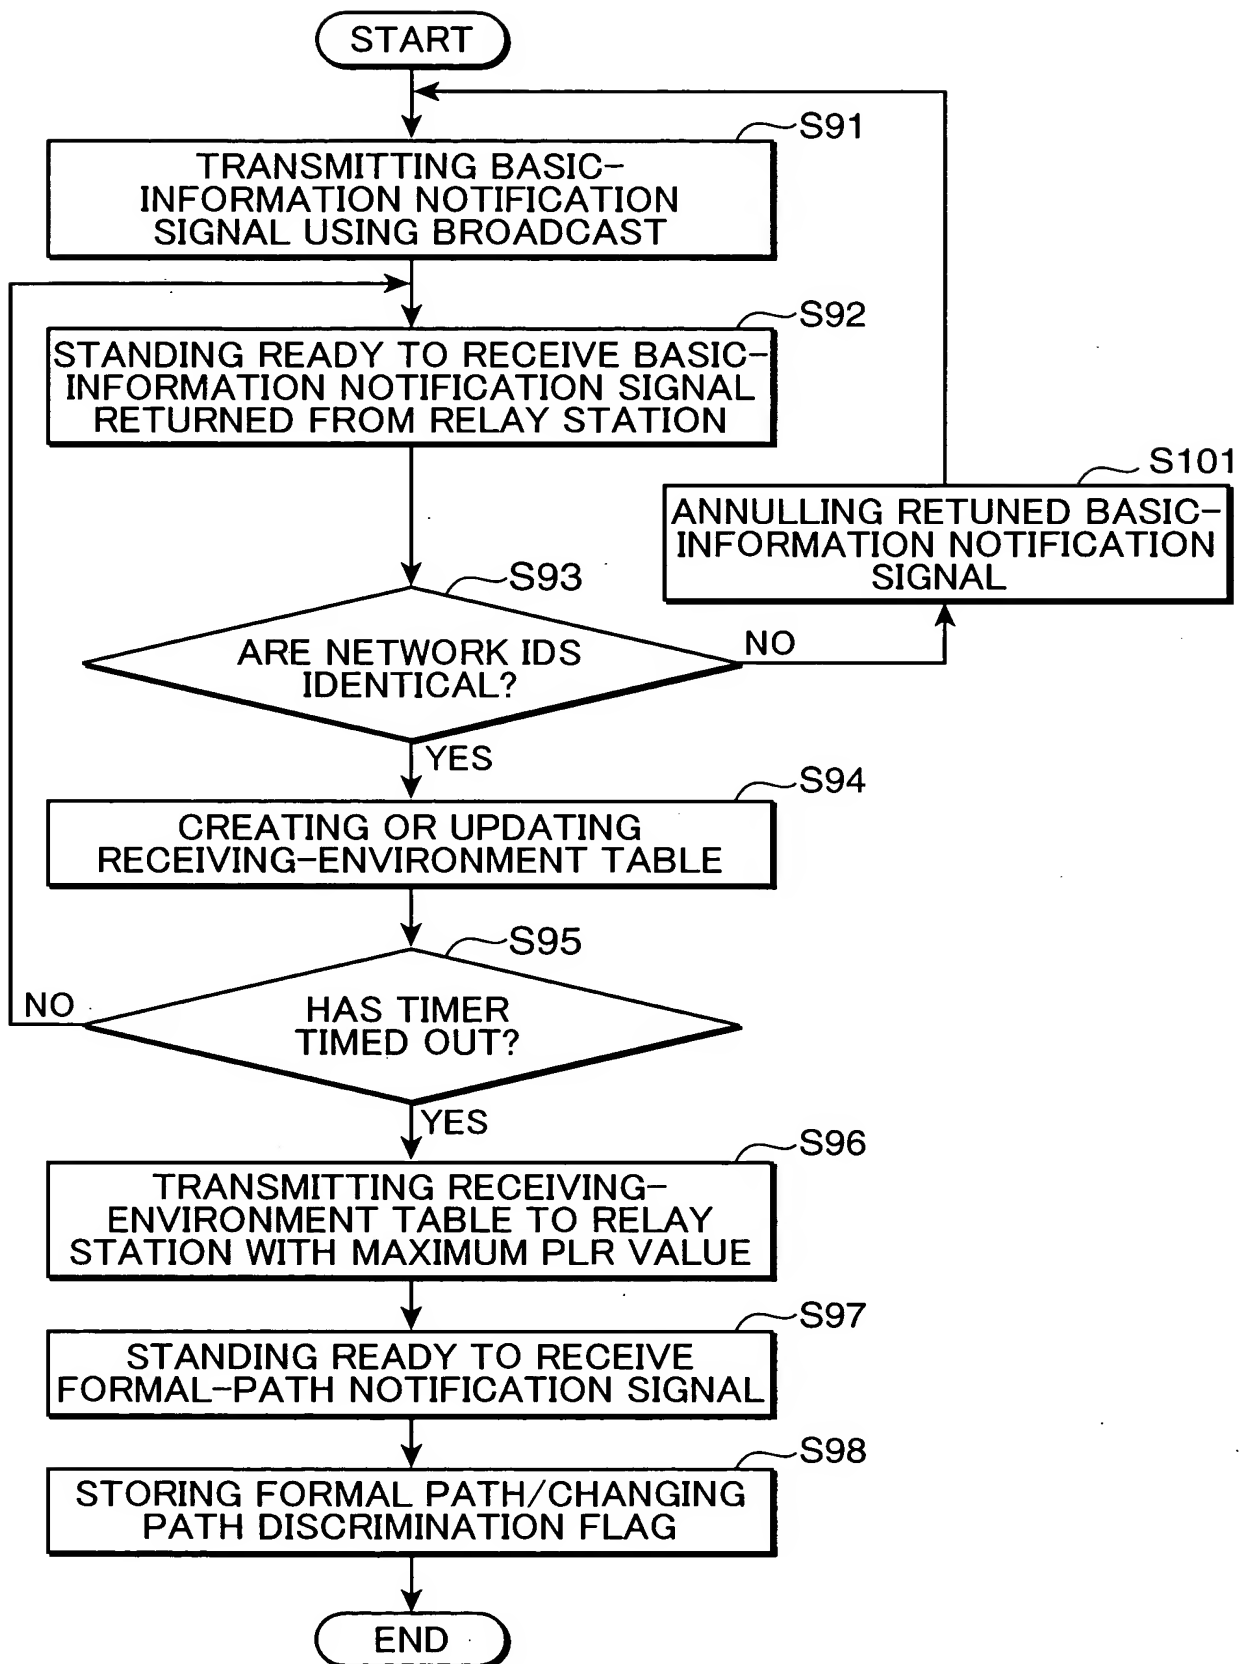 START
S91
TRANSMITTING BASIC-
INFORMATION NOTIFICATION
SIGNAL USING BROADCAST
S92
STANDING READY TO RECEIVE BASIC-
INFORMATION NOTIFICATION SIGNAL
RETURNED FROM RELAY STATION
S101
ANNULLING RETUNED BASIC-
INFORMATION NOTIFICATION
SIGNAL
S93
ARE NETWORK IDS
IDENTICAL?
NO
YES
S94
CREATING OR UPDATING
RECEIVING-ENVIRONMENT TABLE
S95
HAS TIMER
TIMED OUT?
NO
YES
S96
TRANSMITTING RECEIVING-
ENVIRONMENT TABLE TO RELAY
STATION WITH MAXIMUM PLR VALUE
S97
STANDING READY TO RECEIVE
FORMAL-PATH NOTIFICATION SIGNAL
S98
STORING FORMAL PATH/CHANGING
PATH DISCRIMINATION FLAG
END